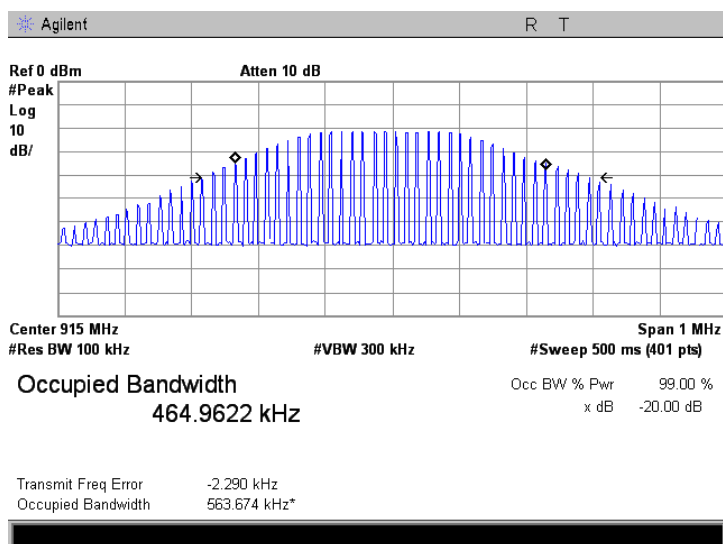 Agilent R T
Ref 0 dBm Atten 10 dB
#Peak
Log
10
dB/
Center 915 MHz Span 1 MHz
#Res BW 100 kHz #VBW 300 kHz #Sweep 500 ms (401 pts)
Occupied Bandwidth Occ BW % Pwr 99.00 %
464.9622 kHz x dB -20.00 dB
Transmit Freq Error -2.290 kHz
Occupied Bandwidth 563.674 kHz*